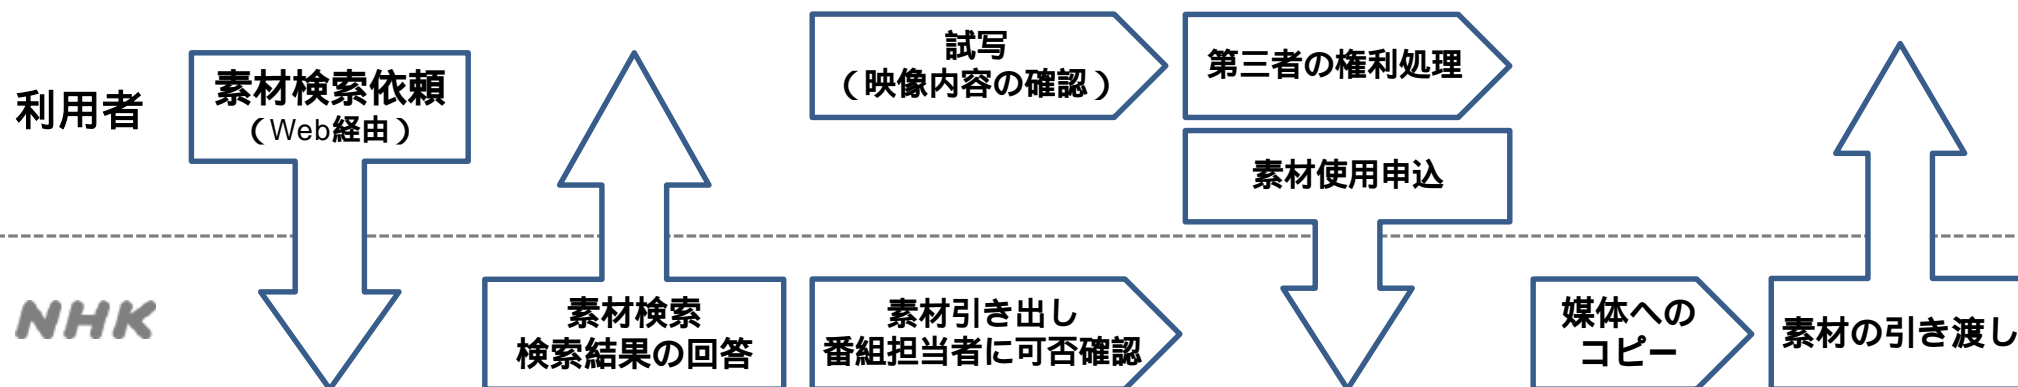 利用者
素材検索依頼
（Web経由）
試写
（映像内容の確認）
第三者の権利処理
素材使用申込
NHK
素材検索
検索結果の回答
素材引き出し
番組担当者に可否確認
媒体への
コピー
素材の引き渡し